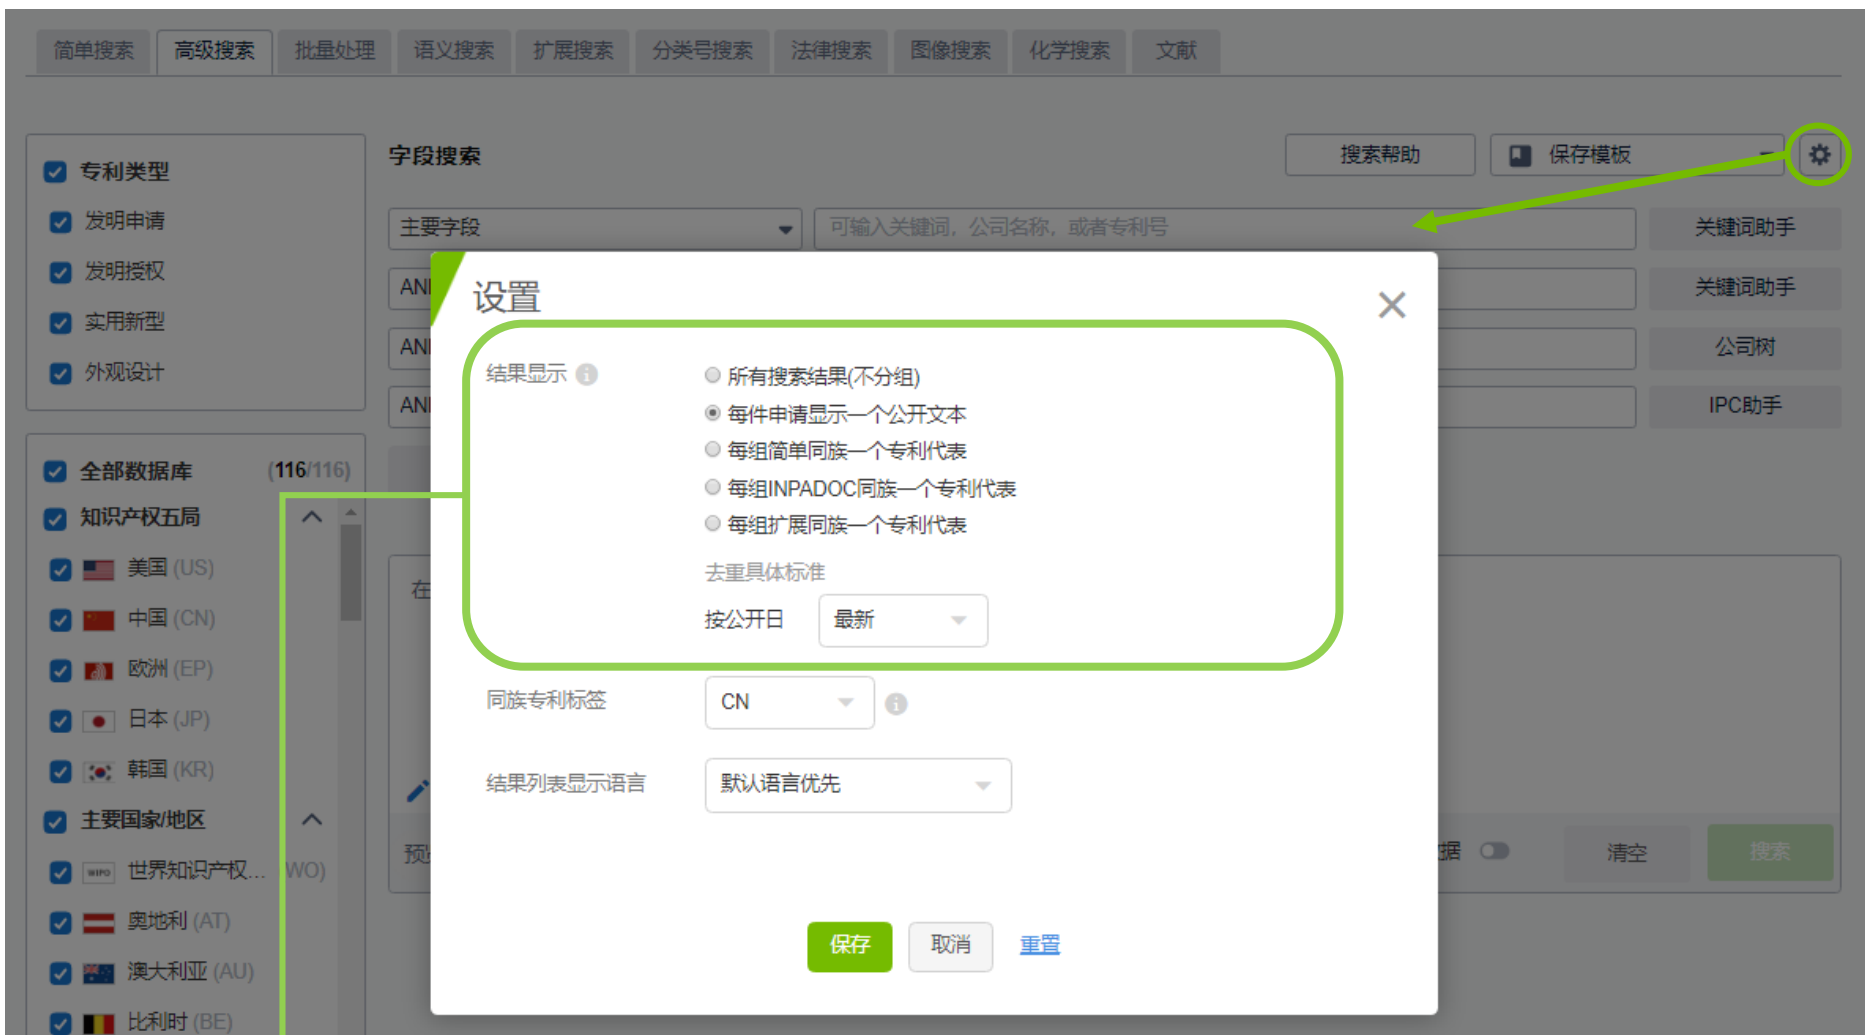 简单搜索 高级搜索 批量处理 语义搜索 扩展搜索 分类号搜索 法律搜索 图像搜索 化学搜索 文献
专利类型
发明申请
发明授权
实用新型
外观设计
全部数据库 (116/116)
知识产权五局
美国 (US)
中国 (CN)
欧洲 (EP)
日本 (JP)
韩国 (KR)
主要国家/地区
WIPO 世界知识产权... WO)
奥地利 (AT)
澳大利亚 (AU)
比利时 (BE)
字段搜索 搜索帮助 保存模板
主要字段 可输入关键词，公司名称，或者专利号 关键词助手
关键词助手
公司树
IPC助手
在
设置
结果显示
所有搜索结果(不分组)
每件申请显示一个公开文本
每组简单同族一个专利代表
每组INPADOC同族一个专利代表
每组扩展同族一个专利代表
去重具体标准
按公开日 最新
同族专利标签 CN
结果列表显示语言 默认语言优先
保存 取消 重置
据 清空 搜索